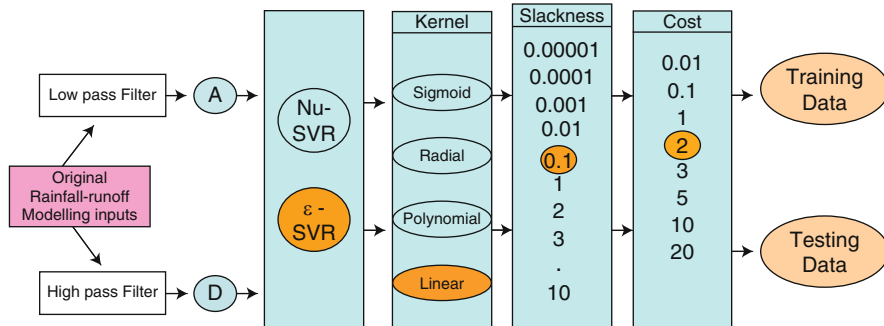 Kernel
Slackness
Cost
Low pass Filter
A
Nu-
SVR
Sigmoid
Radial
Polynomial
Linear
0.00001
0.0001
0.001
0.01
0.1
1
2
3
.
10
0.01
0.1
1
2
3
5
10
20
Training
Data
Original
Rainfall-runoff
Modelling inputs
ε -
SVR
High pass Filter
D
Testing
Data